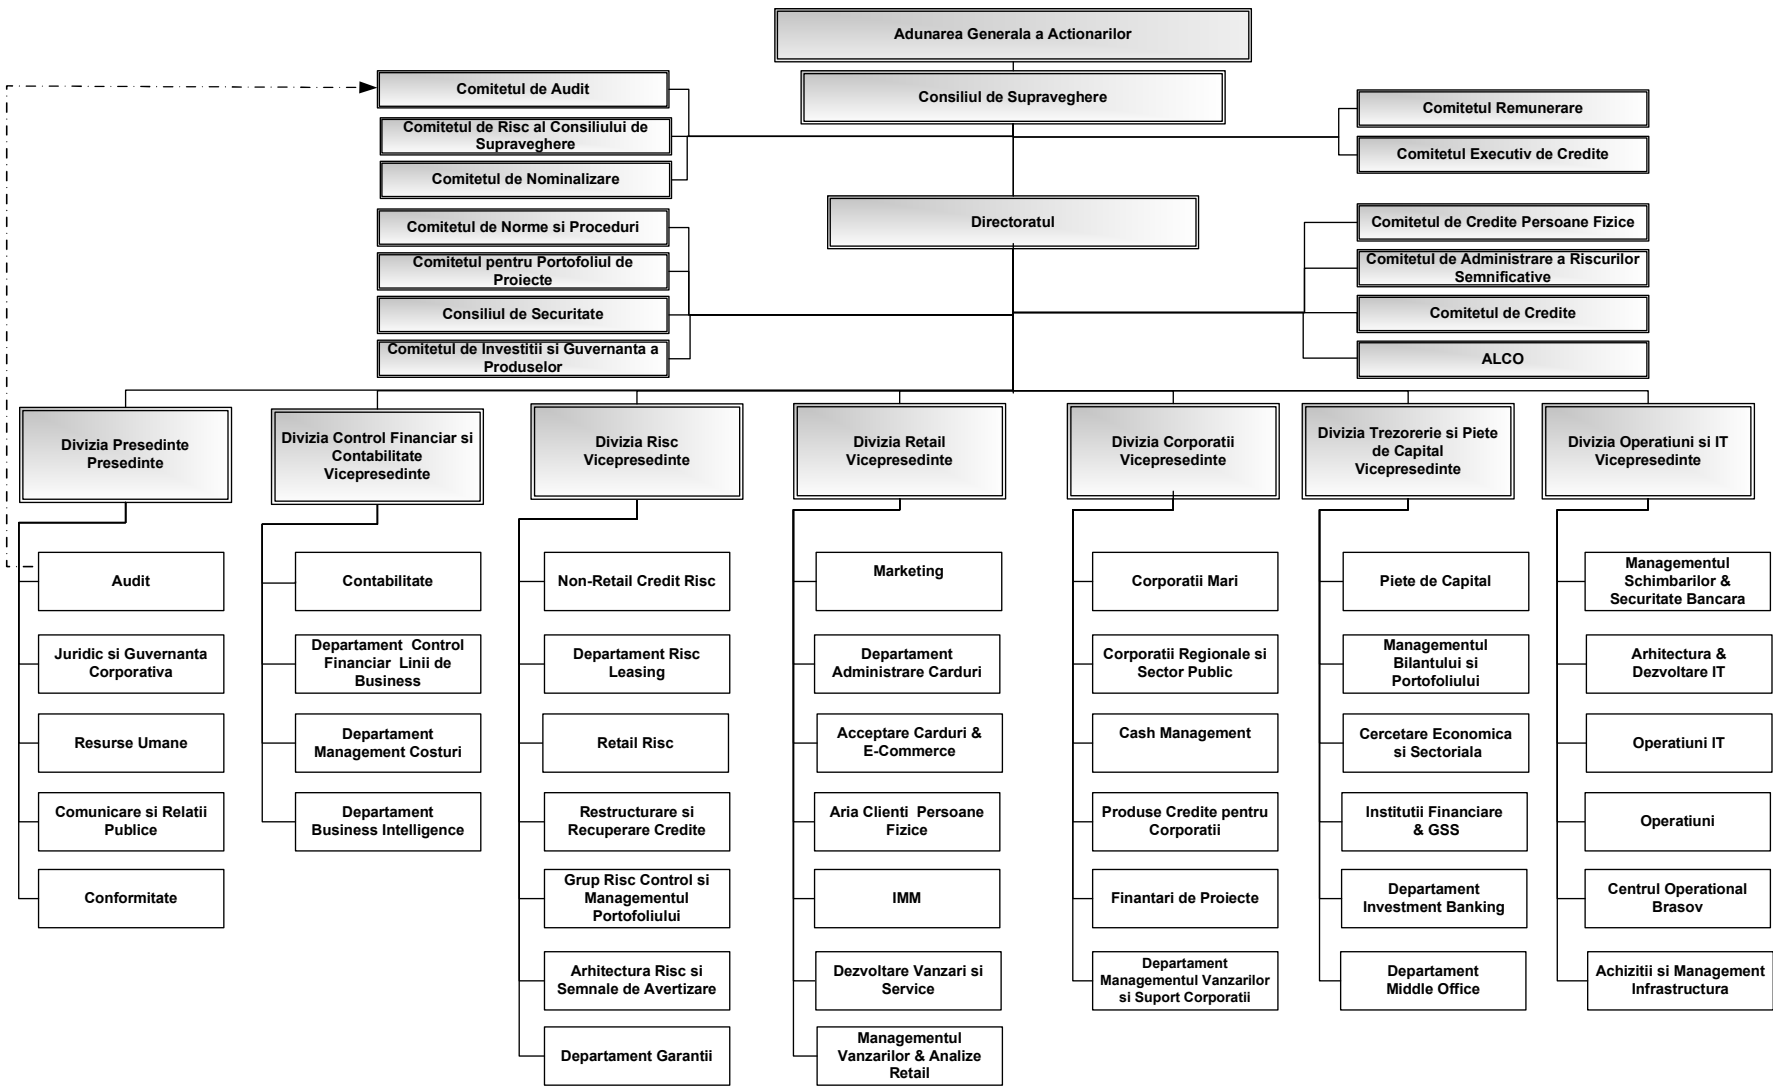 Adunarea Generala a Actionarilor
Consiliul de Supraveghere
Comitetul de Audit
Comitetul de Risc al Consiliului de
Supraveghere
Comitetul de Nominalizare
Comitetul Remunerare
Comitetul Executiv de Credite
Directoratul
Comitetul de Norme si Proceduri
Comitetul pentru Portofoliul de
Proiecte
Consiliul de Securitate
Comitetul de Investitii si Guvernanta a
Produselor
Comitetul de Credite Persoane Fizice
Comitetul de Administrare a Riscurilor
Semnificative
Comitetul de Credite
ALCO
Divizia Presedinte
Presedinte
Audit
Juridic si Guvernanta
Corporativa
Resurse Umane
Comunicare si Relatii
Publice
Conformitate
Divizia Control Financiar si
Contabilitate
Vicepresedinte
Contabilitate
Departament Control
Financiar Linii de
Business
Departament
Management Costuri
Departament
Business Intelligence
Divizia Risc
Vicepresedinte
Non-Retail Credit Risc
Departament Risc
Leasing
Retail Risc
Restructurare si
Recuperare Credite
Grup Risc Control si
Managementul
Portofoliului
Arhitectura Risc si
Semnale de Avertizare
Departament Garantii
Divizia Retail
Vicepresedinte
Marketing
Departament
Administrare Carduri
Acceptare Carduri &
E-Commerce
Aria Clienti Persoane
Fizice
IMM
Dezvoltare Vanzari si
Service
Managementul
Vanzarilor & Analize
Retail
Divizia Corporatii
Vicepresedinte
Corporatii Mari
Corporatii Regionale si
Sector Public
Cash Management
Produse Credite pentru
Corporatii
Finantari de Proiecte
Departament
Managementul Vanzarilor
si Suport Corporatii
Divizia Trezorerie si Piete
de Capital
Vicepresedinte
Piete de Capital
Managementul
Bilantului si
Portofoliului
Cercetare Economica
si Sectoriala
Institutii Financiare
& GSS
Departament
Investment Banking
Departament
Middle Office
Divizia Operatiuni si IT
Vicepresedinte
Managementul
Schimbarilor &
Securitate Bancara
Arhitectura &
Dezvoltare IT
Operatiuni IT
Operatiuni
Centrul Operational
Brasov
Achizitii si Management
Infrastructura